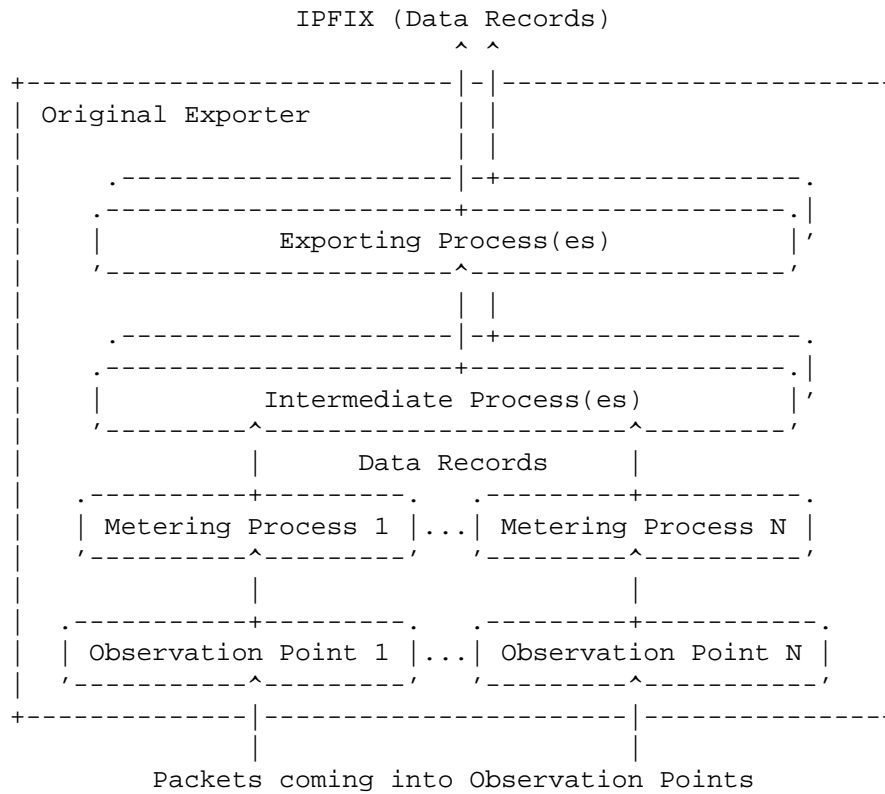 IPFIX (Data Records)
Original Exporter
Exporting Process(es)
Intermediate Process(es)
Data Records
Metering Process 1 ... Metering Process N
Observation Point 1 ... Observation Point N
Packets coming into Observation Points